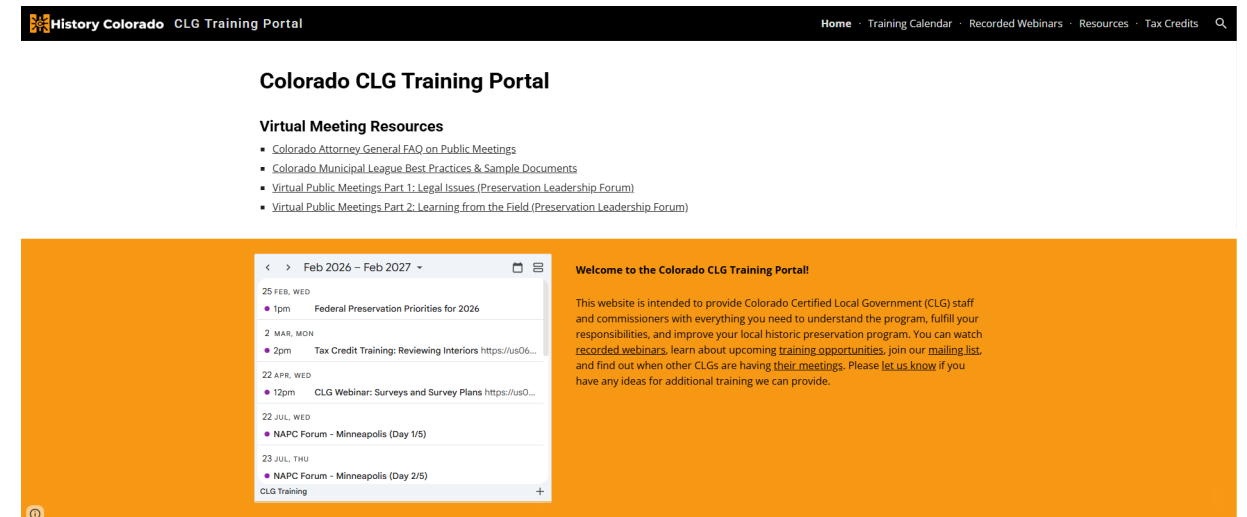 History Colorado CLG Training Portal
Home · Training Calendar · Recorded Webinars · Resources · Tax Credits
Colorado CLG Training Portal
Virtual Meeting Resources
▪ Colorado Attorney General FAQ on Public Meetings
▪ Colorado Municipal League Best Practices & Sample Documents
▪ Virtual Public Meetings Part 1: Legal Issues (Preservation Leadership Forum)
▪ Virtual Public Meetings Part 2: Learning from the Field (Preservation Leadership Forum)
Feb 2026 – Feb 2027
25 FEB, WED
1pm Federal Preservation Priorities for 2026
2 MAR, MON
2pm Tax Credit Training: Reviewing Interiors https://us06...
22 APR, WED
12pm CLG Webinar: Surveys and Survey Plans https://us0...
22 JUL, WED
NAPC Forum - Minneapolis (Day 1/5)
23 JUL, THU
NAPC Forum - Minneapolis (Day 2/5)
CLG Training
Welcome to the Colorado CLG Training Portal!
This website is intended to provide Colorado Certified Local Government (CLG) staff
and commissioners with everything you need to understand the program, fulfill your
responsibilities, and improve your local historic preservation program. You can watch
recorded webinars, learn about upcoming training opportunities, join our mailing list,
and find out when other CLGs are having their meetings. Please let us know if you
have any ideas for additional training we can provide.